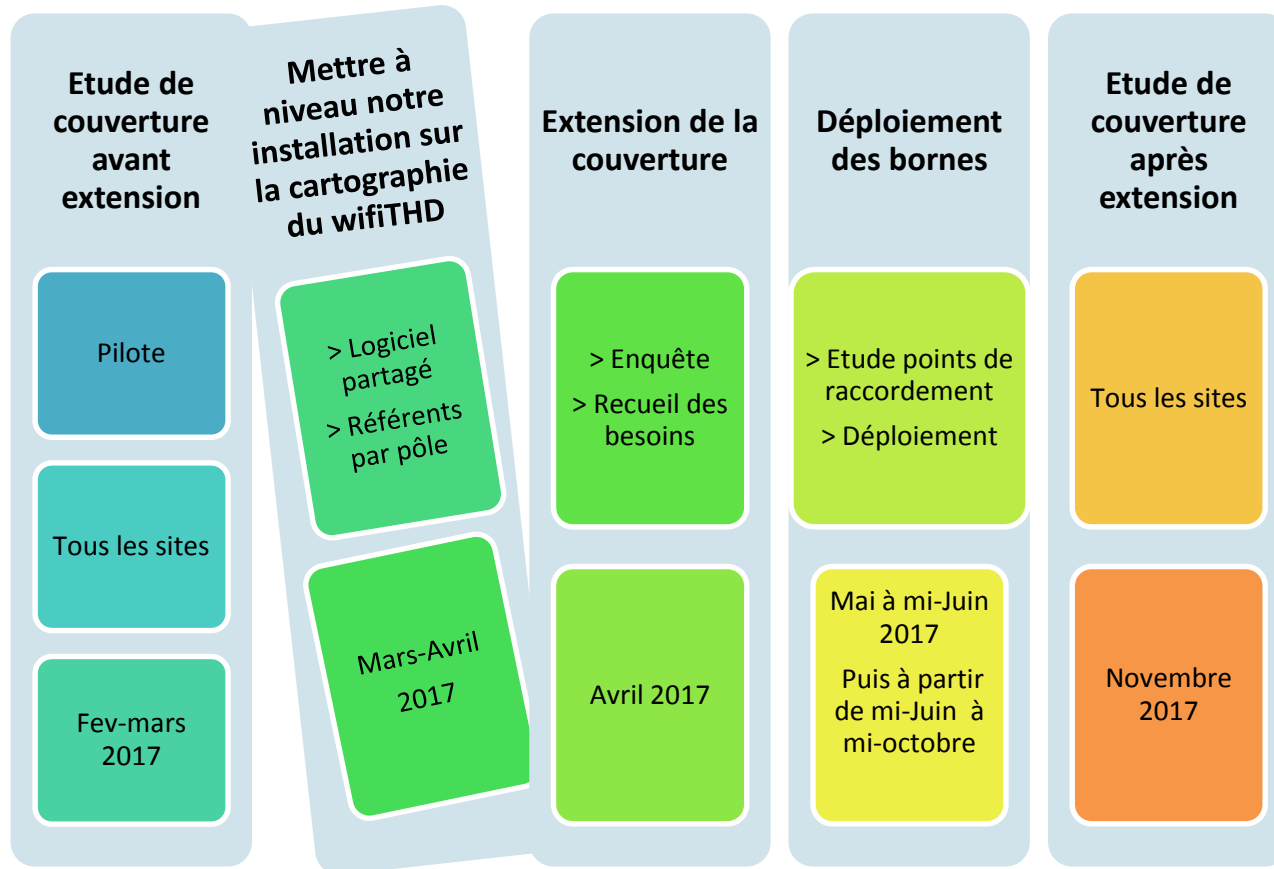 Etude de
couverture
avant
extension
Pilote
Tous les sites
Fev-mars
2017
Mettre à
niveau notre
installation sur
la cartographie
du wifiTHD
> Logiciel
partagé
> Référents
par pôle
Mars-Avril
2017
Extension de la
couverture
> Enquête
> Recueil des
besoins
Avril 2017
Déploiement
des bornes
> Etude points de
raccordement
> Déploiement
Mai à mi-Juin
2017
Puis à partir
de mi-Juin à
mi-octobre
Etude de
couverture
après
extension
Tous les sites
Novembre
2017